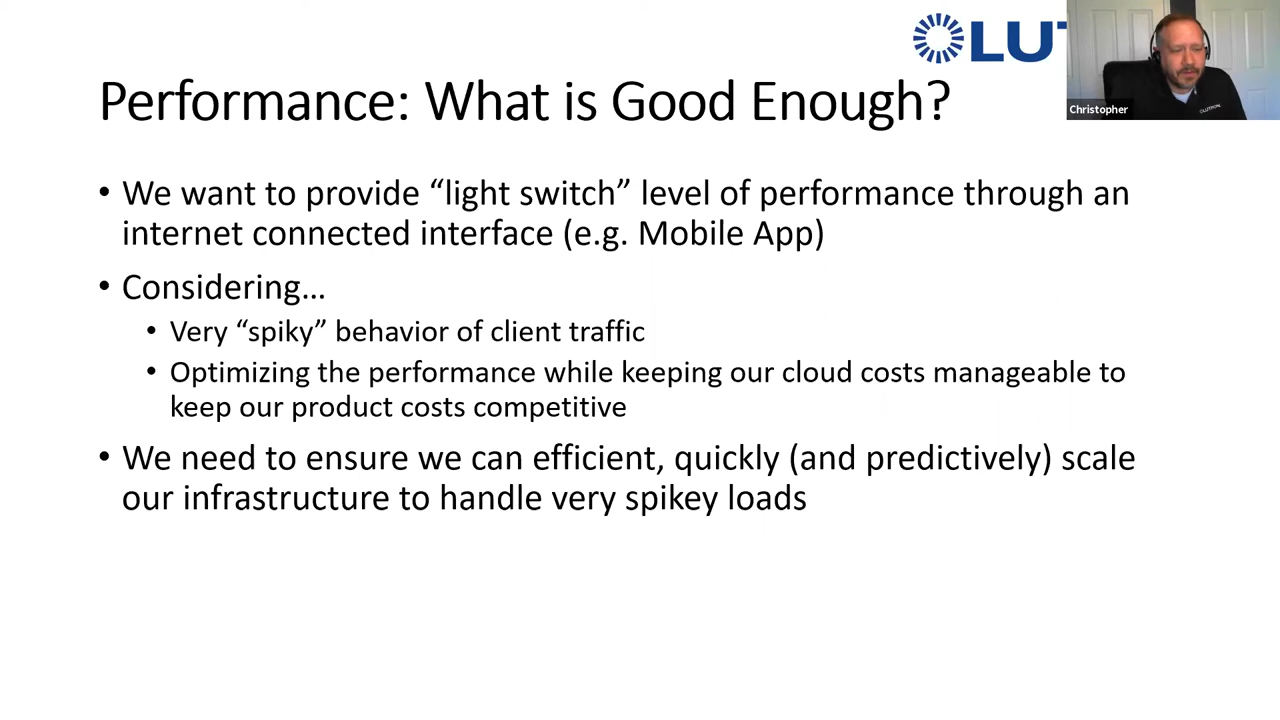 LUT
Performance: What is Good Enough?
Christopher
LUTRON
• We want to provide “light switch” level of performance through an
internet connected interface (e.g. Mobile App)
• Considering…
• Very “spiky” behavior of client traffic
• Optimizing the performance while keeping our cloud costs manageable to
keep our product costs competitive
• We need to ensure we can efficient, quickly (and predictively) scale
our infrastructure to handle very spikey loads